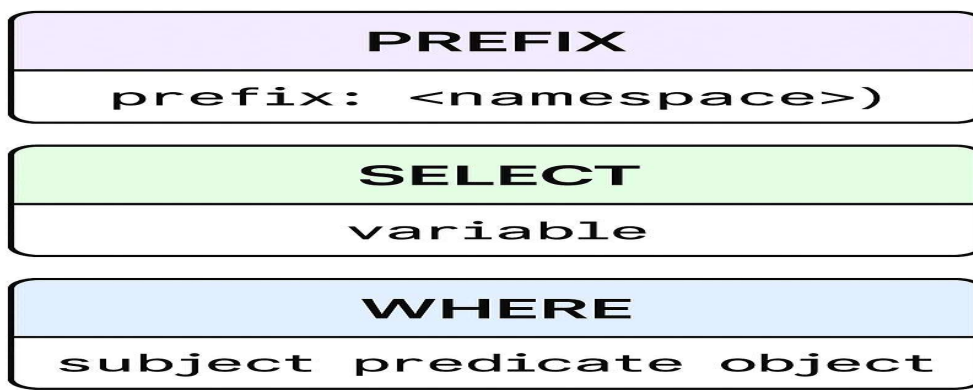 PREFIX
prefix: <namespace>)
SELECT
variable
WHERE
subject predicate object